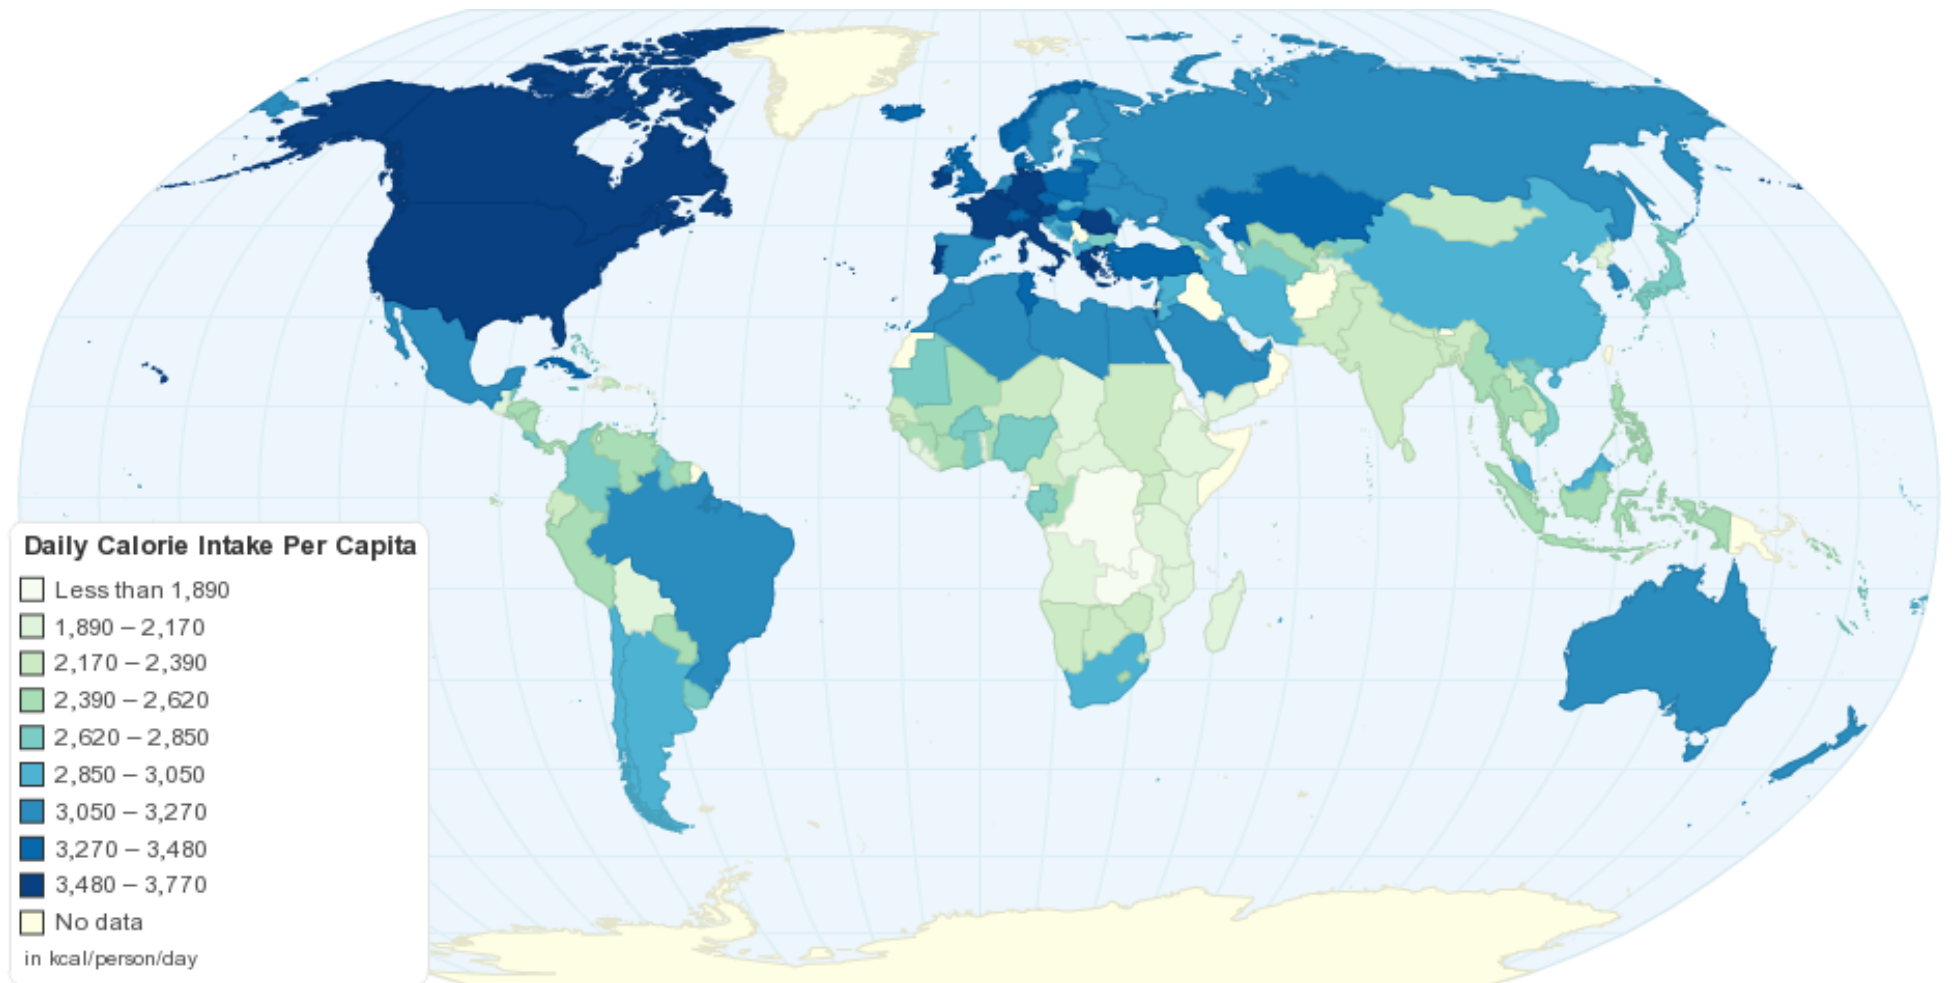 Daily Calorie Intake Per Capita
Less than 1,890
1,890 – 2,170
2,170 – 2,390
2,390 – 2,620
2,620 – 2,850
2,850 – 3,050
3,050 – 3,270
3,270 – 3,480
3,480 – 3,770
No data
in kcal/person/day